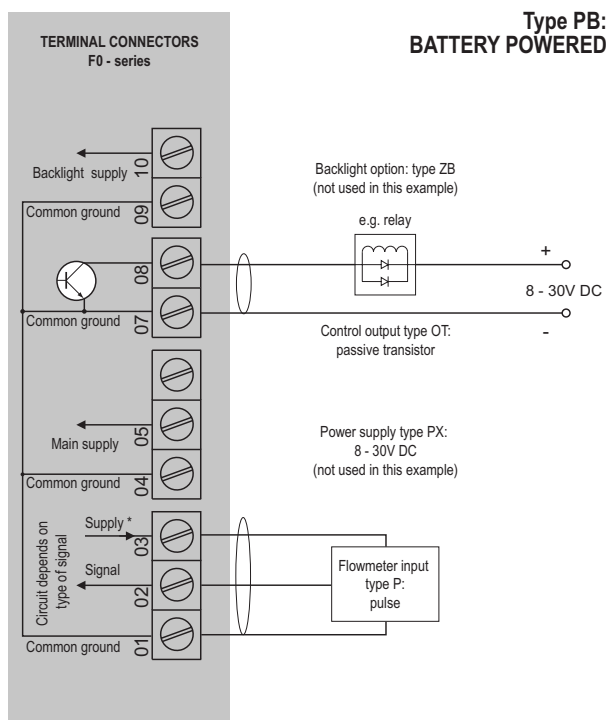 Type PB:
BATTERY POWERED
TERMINAL CONNECTORS
F0 - series
10
Backlight supply
09
Common ground
Backlight option: type ZB
(not used in this example)
e.g. relay
08
+
8 - 30V DC
-
07
Common ground
Control output type OT:
passive transistor
05
Main supply
04
Common ground
Power supply type PX:
8 - 30V DC
(not used in this example)
Circuit depends on
type of signal
Supply *
03
Signal
02
01
Common ground
Flowmeter input
type P:
pulse